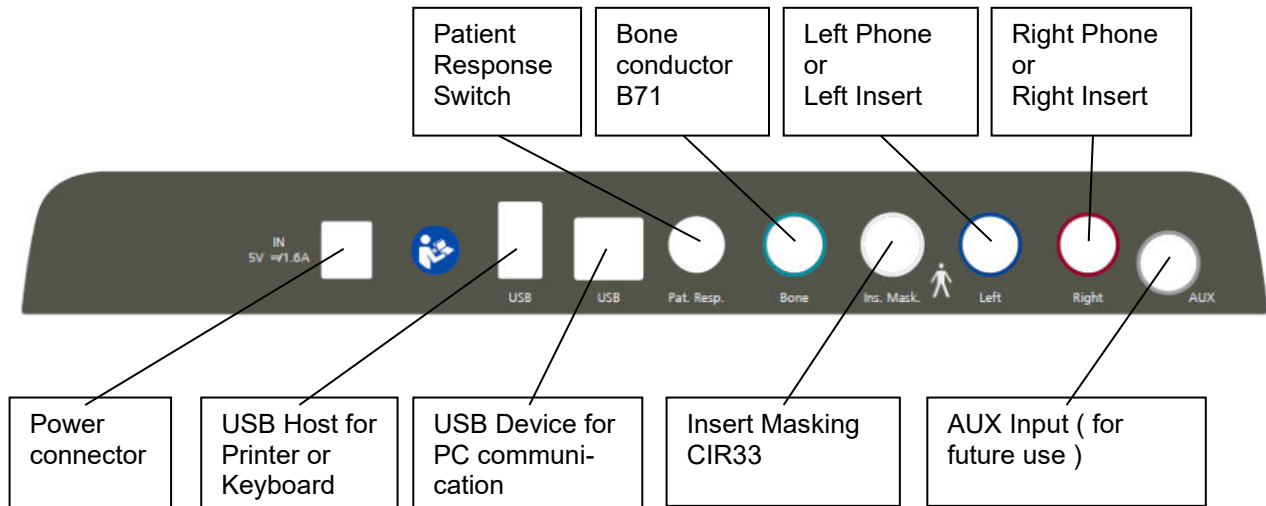 Patient
Response
Switch
Bone
conductor
B71
Left Phone
or
Left Insert
Right Phone
or
Right Insert
IN
5V ⎓/1.6A
USB
USB
Pat. Resp.
Bone
Ins. Mask.
Left
Right
AUX
Power
connector
USB Host for
Printer or
Keyboard
USB Device for
PC communi-
cation
Insert Masking
CIR33
AUX Input ( for
future use )